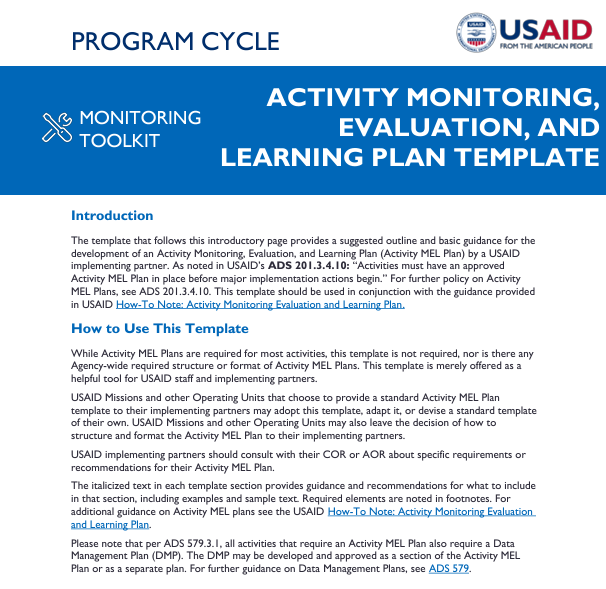 PROGRAM CYCLE
USAID
FROM THE AMERICAN PEOPLE
MONITORING
TOOLKIT
ACTIVITY MONITORING,
EVALUATION, AND
LEARNING PLAN TEMPLATE
Introduction
The template that follows this introductory page provides a suggested outline and basic guidance for the
development of an Activity Monitoring, Evaluation, and Learning Plan (Activity MEL Plan) by a USAID
implementing partner. As noted in USAID's ADS 201.3.4.10: “Activities must have an approved
Activity MEL Plan in place before major implementation actions begin.” For further policy on Activity
MEL Plans, see ADS 201.3.4.10. This template should be used in conjunction with the guidance provided
in USAID How-To Note: Activity Monitoring Evaluation and Learning Plan.
How to Use This Template
While Activity MEL Plans are required for most activities, this template is not required, nor is there any
Agency-wide required structure or format of Activity MEL Plans. This template is merely offered as a
helpful tool for USAID staff and implementing partners.
USAID Missions and other Operating Units that choose to provide a standard Activity MEL Plan
template to their implementing partners may adopt this template, adapt it, or devise a standard template
of their own. USAID Missions and other Operating Units may also leave the decision of how to
structure and format the Activity MEL Plan to their implementing partners.
USAID implementing partners should consult with their COR or AOR about specific requirements or
recommendations for their Activity MEL Plan.
The italicized text in each template section provides guidance and recommendations for what to include
in that section, including examples and sample text. Required elements are noted in footnotes. For
additional guidance on Activity MEL plans see the USAID How-To Note: Activity Monitoring Evaluation
and Learning Plan.
Please note that per ADS 579.3.1, all activities that require an Activity MEL Plan also require a Data
Management Plan (DMP). The DMP may be developed and approved as a section of the Activity MEL
Plan or as a separate plan. For further guidance on Data Management Plans, see ADS 579.